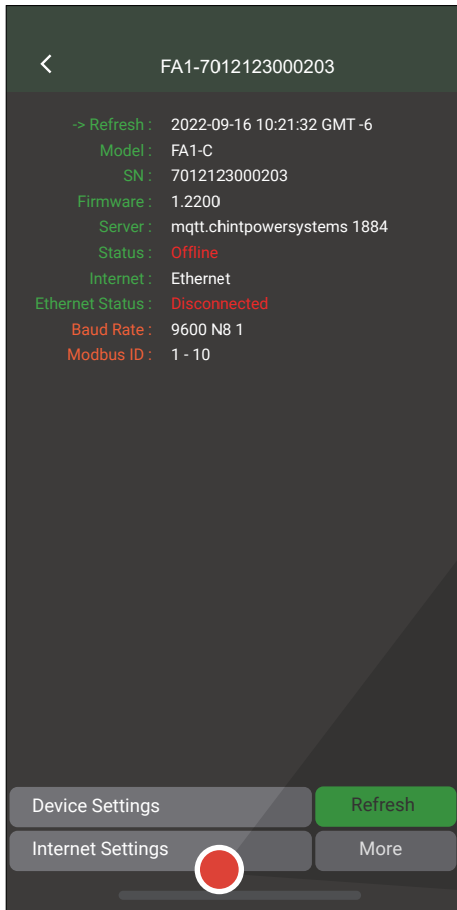 FA1-7012123000203
-> Refresh : 2022-09-16 10:21:32 GMT -6
Model : FA1-C
SN : 7012123000203
Firmware : 1.2200
Server : mqtt.chintpowersystems 1884
Status : Offline
Internet : Ethernet
Ethernet Status : Disconnected
Baud Rate : 9600 N8 1
Modbus ID : 1 - 10
Device Settings Refresh
Internet Settings More